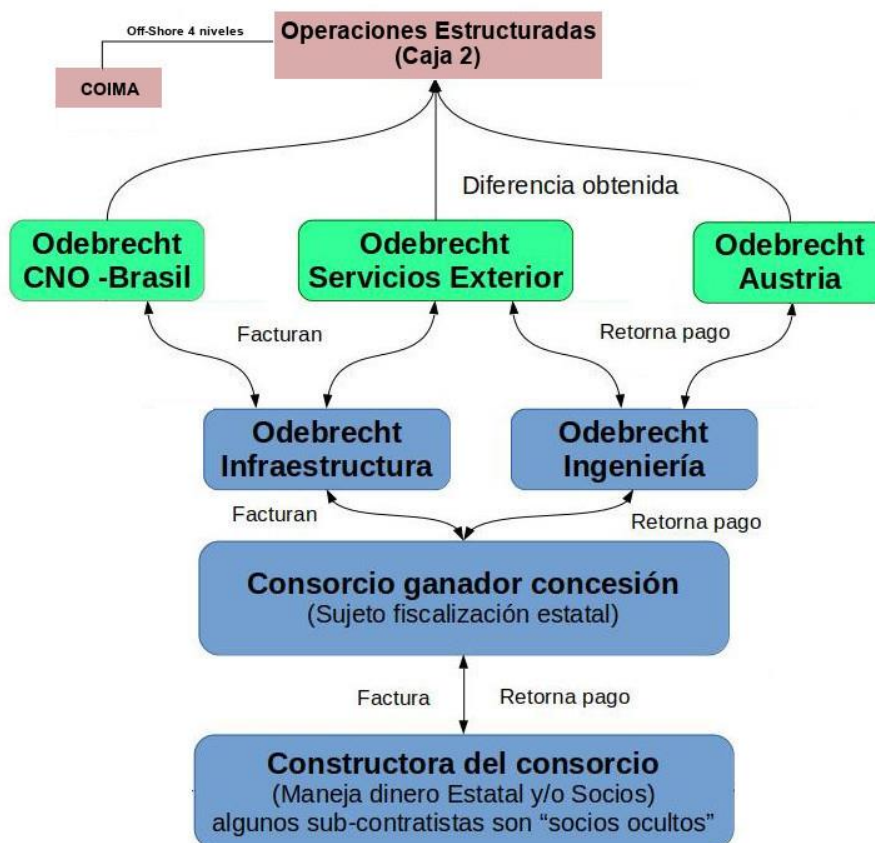 Off-Shore 4 niveles
Operaciones Estructuradas
(Caja 2)
COIMA
Diferencia obtenida
Odebrecht
CNO -Brasil
Odebrecht
Servicios Exterior
Odebrecht
Austria
Facturan
Retorna pago
Odebrecht
Infraestructura
Odebrecht
Ingeniería
Facturan
Retorna pago
Consorcio ganador concesión
(Sujeto fiscalización estatal)
Factura
Retorna pago
Constructora del consorcio
(Maneja dinero Estatal y/o Socios)
algunos sub-contratistas son “socios ocultos”